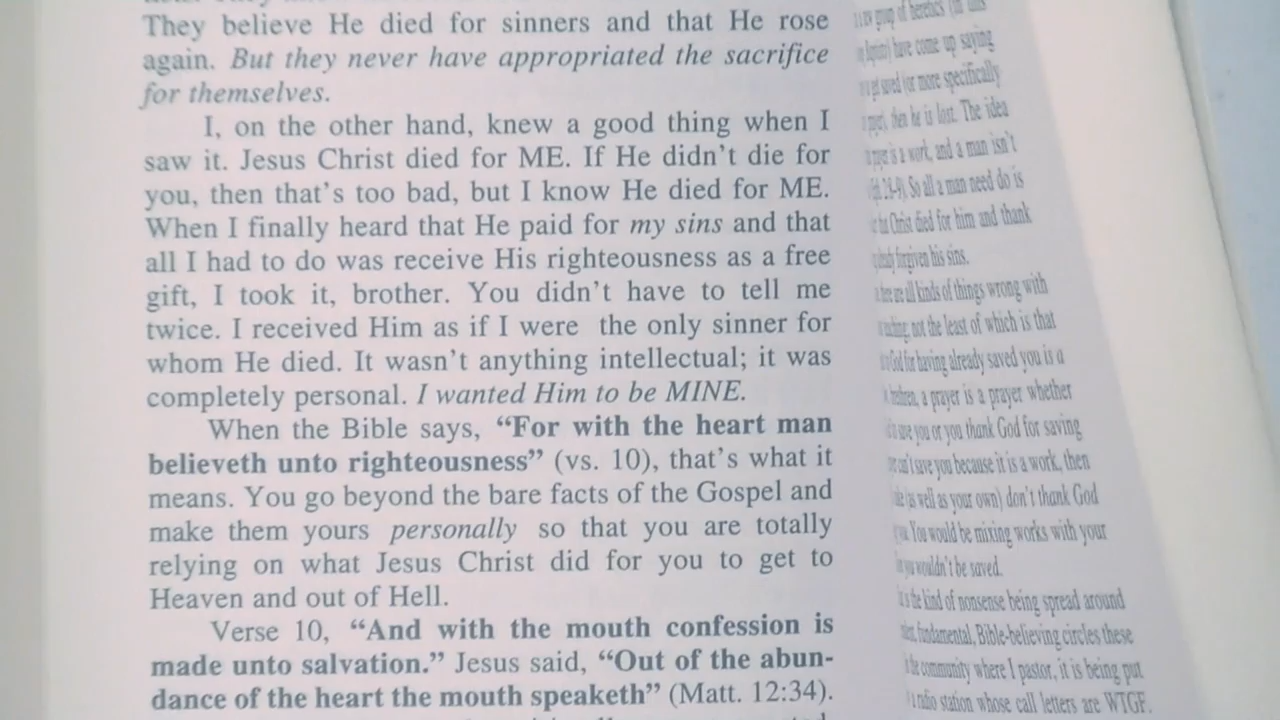 They believe He died for sinners and that He rose
again. But they never have appropriated the sacrifice
for themselves.
I, on the other hand, knew a good thing when I
saw it. Jesus Christ died for ME. If He didn't die for
you, then that's too bad, but I know He died for ME.
When I finally heard that He paid for my sins and that
all I had to do was receive His righteousness as a free
gift, I took it, brother. You didn't have to tell me
twice. I received Him as if I were the only sinner for
whom He died. It wasn't anything intellectual; it was
completely personal. I wanted Him to be MINE.
When the Bible says, “For with the heart man
believeth unto righteousness” (vs. 10), that's what it
means. You go beyond the bare facts of the Gospel and
make them yours personally so that you are totally
relying on what Jesus Christ did for you to get to
Heaven and out of Hell.
Verse 10, “And with the mouth confession is
made unto salvation.” Jesus said, “Out of the abun-
dance of the heart the mouth speaketh” (Matt. 12:34).
group of heretics
have come up saying
saved (or more specifically
then he is lost. The idea
is a work, and a man isn't
So all a man need do is
Christ died for him and thank
forgiven his sins.
all kinds of things wrong with
not the least of which is that
God for having already saved you is a
a prayer is a prayer whether
save you or you thank God for saving
can't save you because it is a work, then
(as well as your own) don't thank God
You would be mixing works with your
you wouldn't be saved.
is the kind of nonsense being spread around
fundamental, Bible-believing circles these
the community where I pastor, it is being put
radio station whose call letters are WTGF.